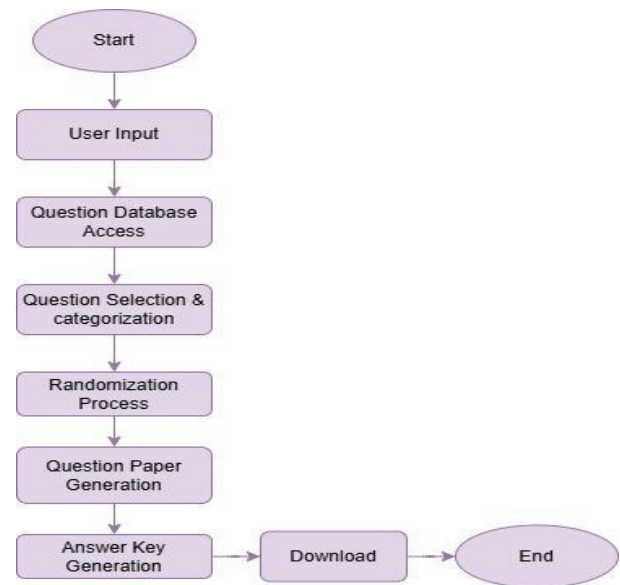 Start
User Input
Question Database
Access
Question Selection &
categorization
Randomization
Process
Question Paper
Generation
Answer Key
Generation
Download
End